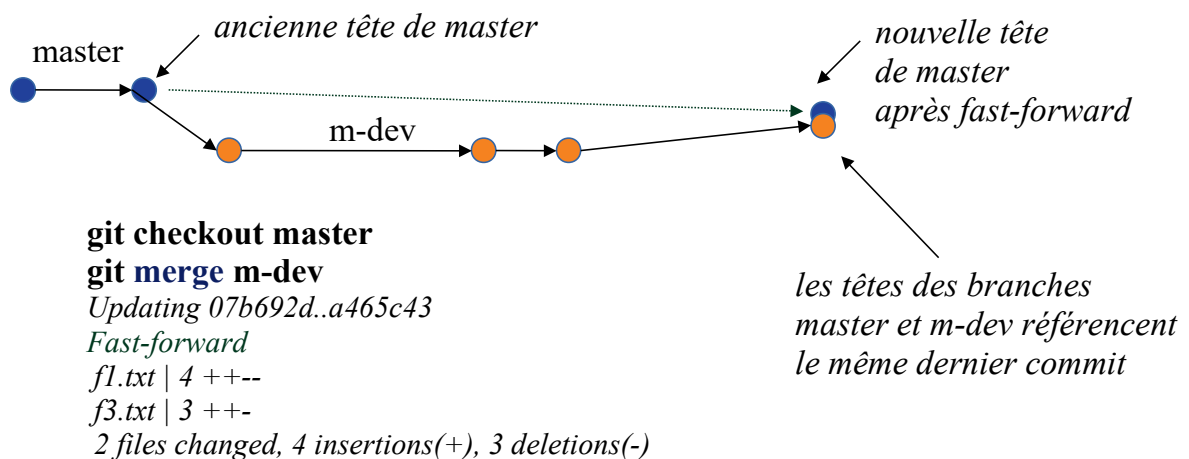 ancienne tête de master
master
nouvelle tête
de master
après fast-forward
m-dev
git checkout master
git merge m-dev
Updating 07b692d..a465c43
Fast-forward
f1.txt | 4 ++--
f3.txt | 3 ++-
2 files changed, 4 insertions(+), 3 deletions(-)
les têtes des branches
master et m-dev référencent
le même dernier commit